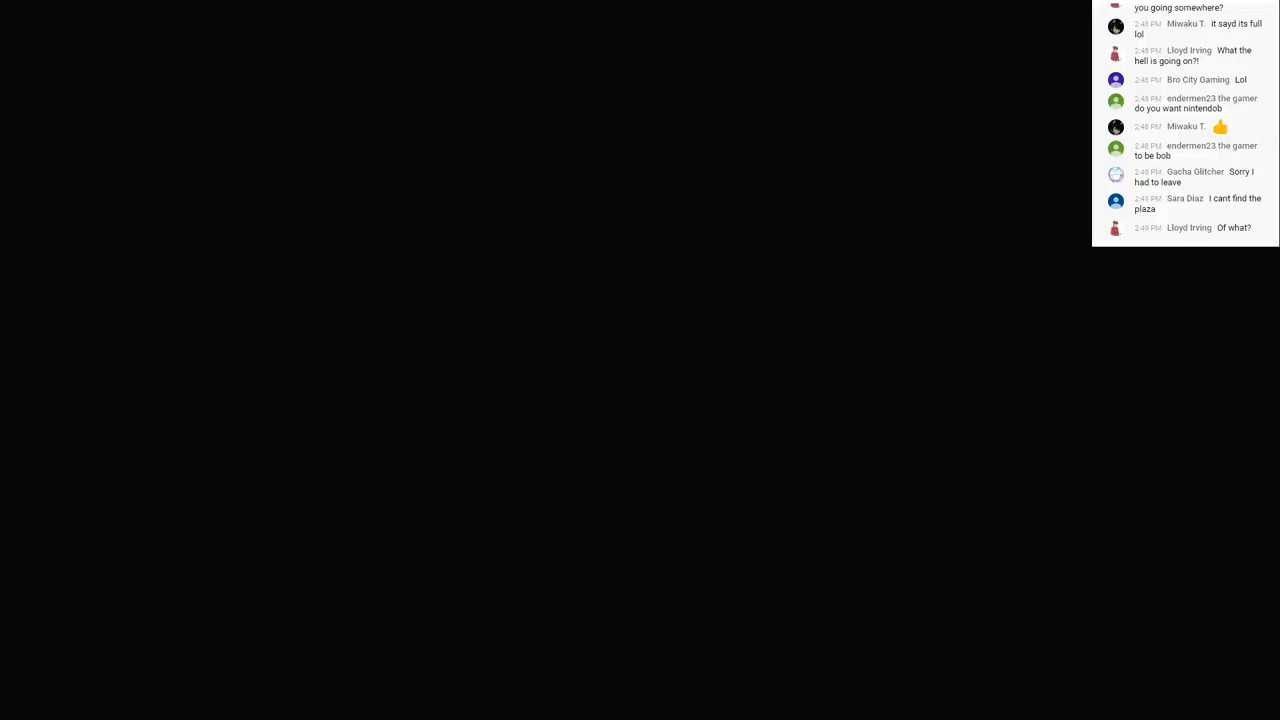 you going somewhere?
2:48 PM Miwaku T. it sayd its full
lol
2:48 PM Lloyd Irving What the
hell is going on?!
2:48 PM Bro City Gaming Lol
2:48 PM endermen23 the gamer
do you want nintendob
2:48 PM Miwaku T. 👍
2:48 PM endermen23 the gamer
to be bob
2:48 PM Gacha Glitcher Sorry I
had to leave
2:49 PM Sara Diaz I cant find the
plaza
2:49 PM Lloyd Irving Of what?